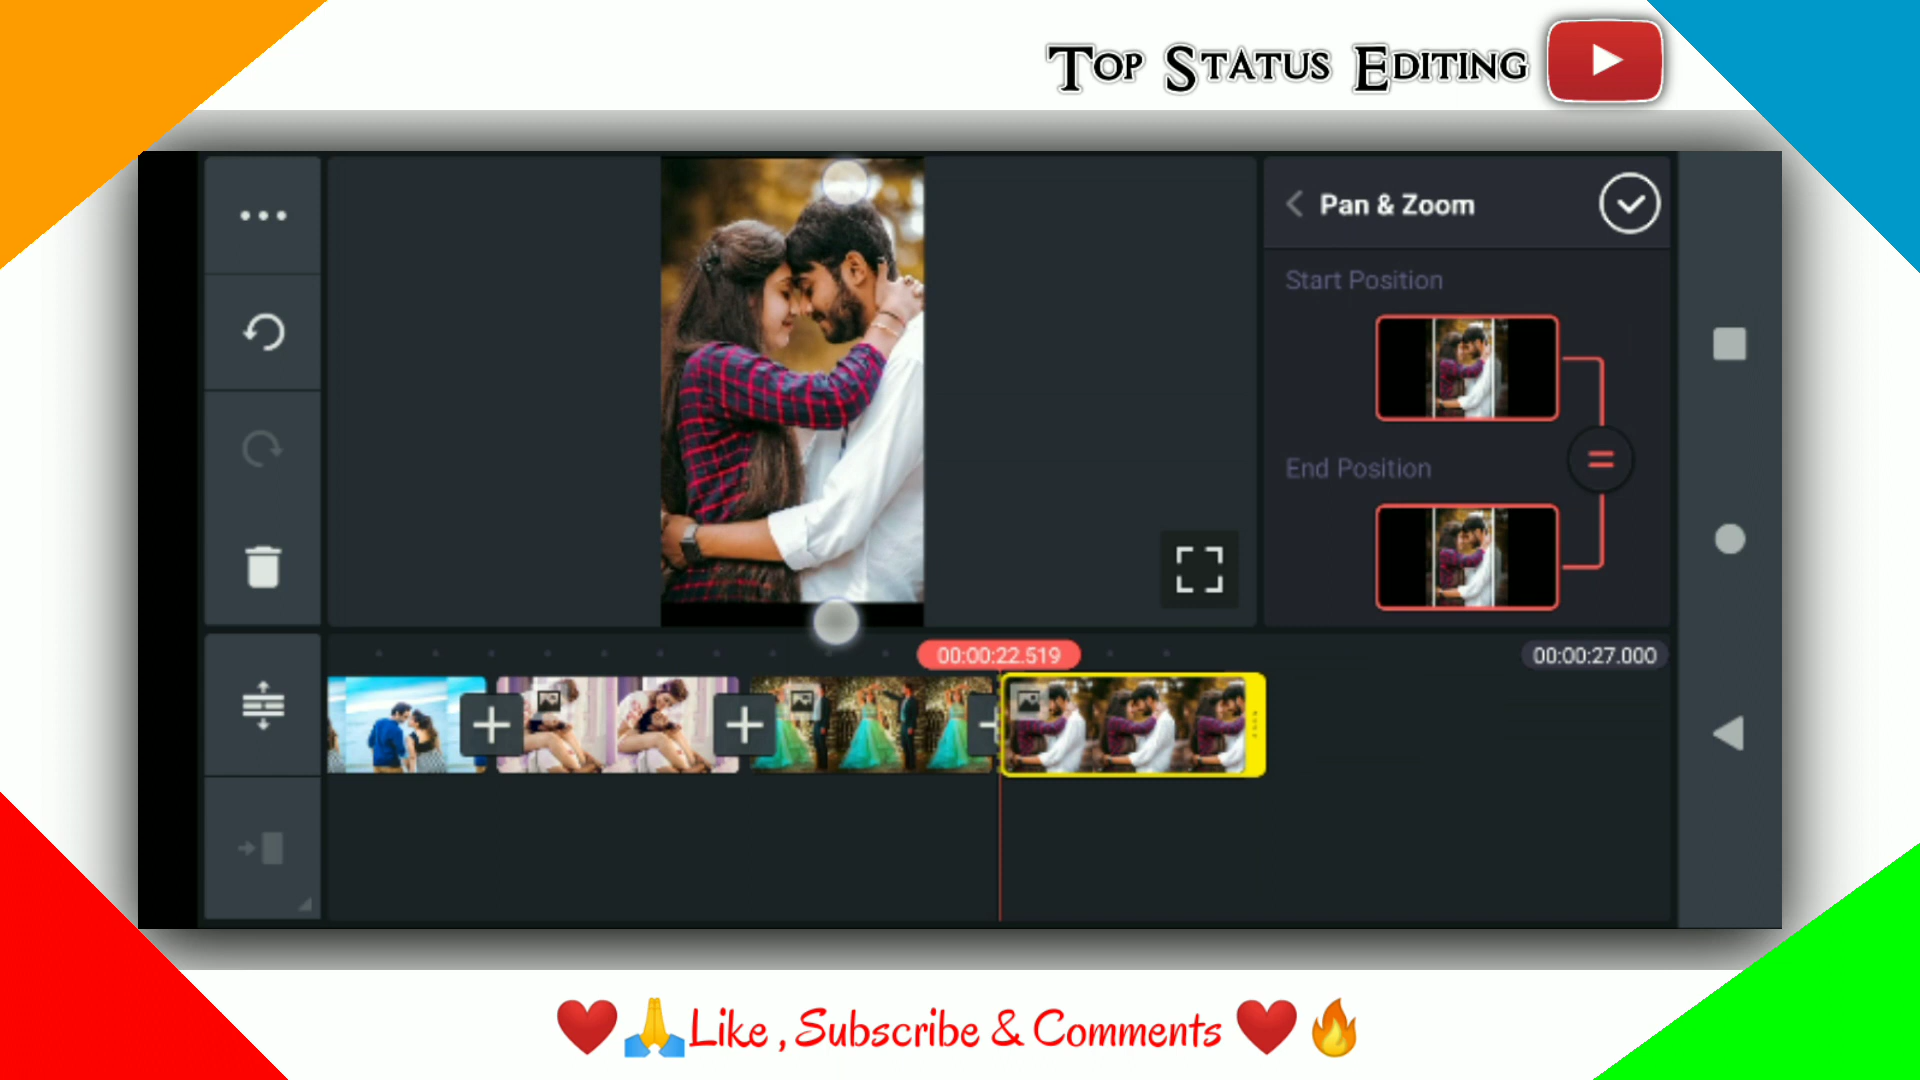 Top Status Editing
Pan & Zoom
Start Position
End Position
00:00:22.519
00:00:27.000
❤️🙏Like , Subscribe & Comments ❤️🔥